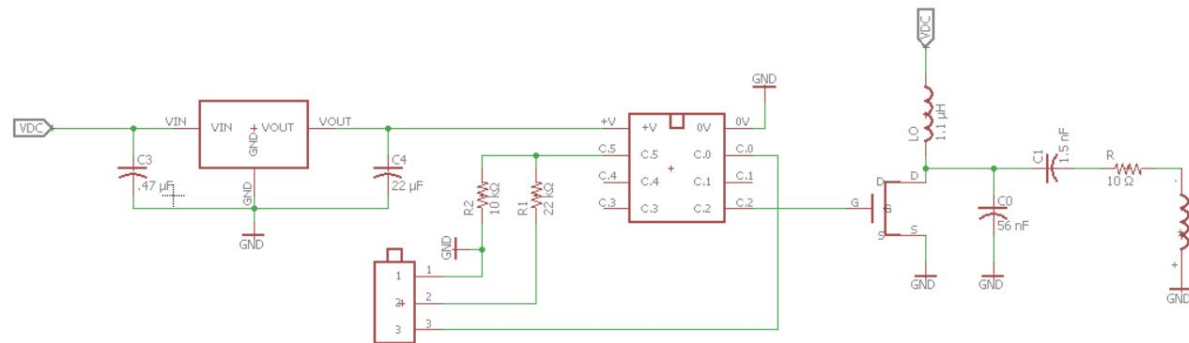 VDC
VIN
VIN
VOUT
GND
VOUT
GND
GND
C3
.47 µF
C4
22 µF
R2
10 kΩ
R1
22 kΩ
GND
1
1
2
2
3
3
+V
+V
0V
0V
GND
C.5
C.5
C.0
C.0
C.4
C.4
C.1
C.1
C.3
C.3
C.2
C.2
VDC
LO
1.1 µH
D
D
G
G
S
S
GND
C0
56 nF
GND
C1
1.5 nF
R
10 Ω
-
+
GND